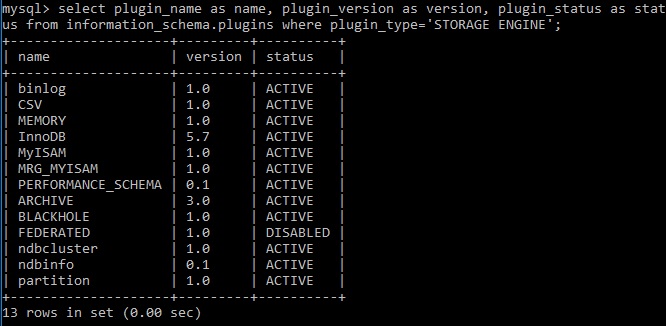 mysql> select plugin_name as name, plugin_version as version, plugin_status as stat
us from information_schema.plugins where plugin_type='STORAGE ENGINE';
+--------------------+---------+----------+
| name               | version | status   |
+--------------------+---------+----------+
| binlog             | 1.0     | ACTIVE   |
| CSV                | 1.0     | ACTIVE   |
| MEMORY             | 1.0     | ACTIVE   |
| InnoDB             | 5.7     | ACTIVE   |
| MyISAM             | 1.0     | ACTIVE   |
| MRG_MYISAM         | 1.0     | ACTIVE   |
| PERFORMANCE_SCHEMA | 0.1     | ACTIVE   |
| ARCHIVE            | 3.0     | ACTIVE   |
| BLACKHOLE          | 1.0     | ACTIVE   |
| FEDERATED          | 1.0     | DISABLED |
| ndbcluster         | 1.0     | ACTIVE   |
| ndbinfo            | 0.1     | ACTIVE   |
| partition          | 1.0     | ACTIVE   |
+--------------------+---------+----------+
13 rows in set (0.00 sec)